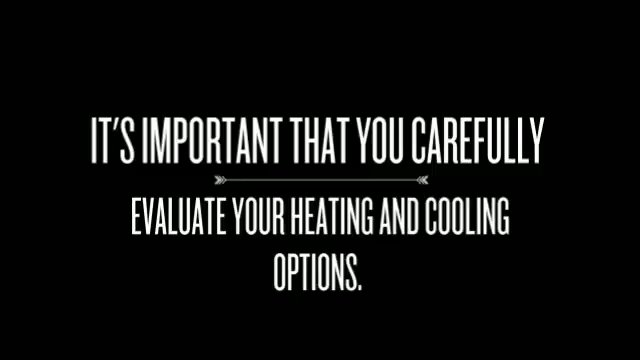 IT'S IMPORTANT THAT YOU CAREFULLY
EVALUATE YOUR HEATING AND COOLING
OPTIONS.